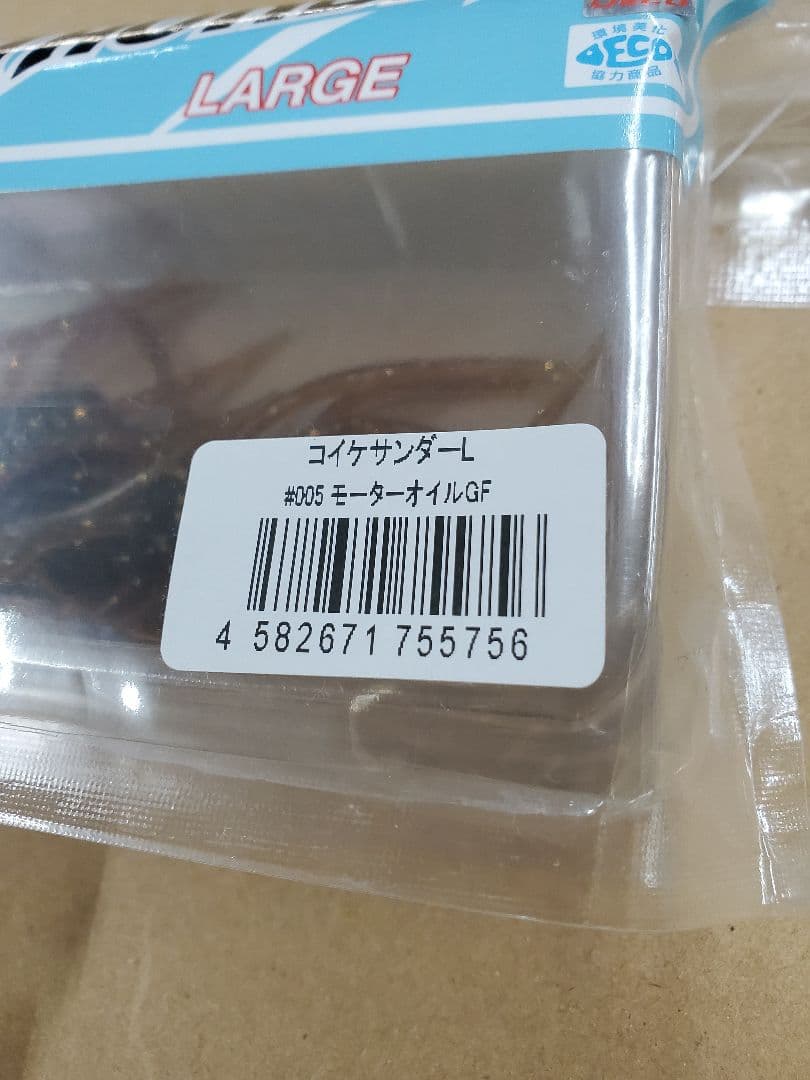 LARGE
環境美化
DECO
協力商品
コイケサンダーL
#005 モーターオイルGF
4 582671 755756